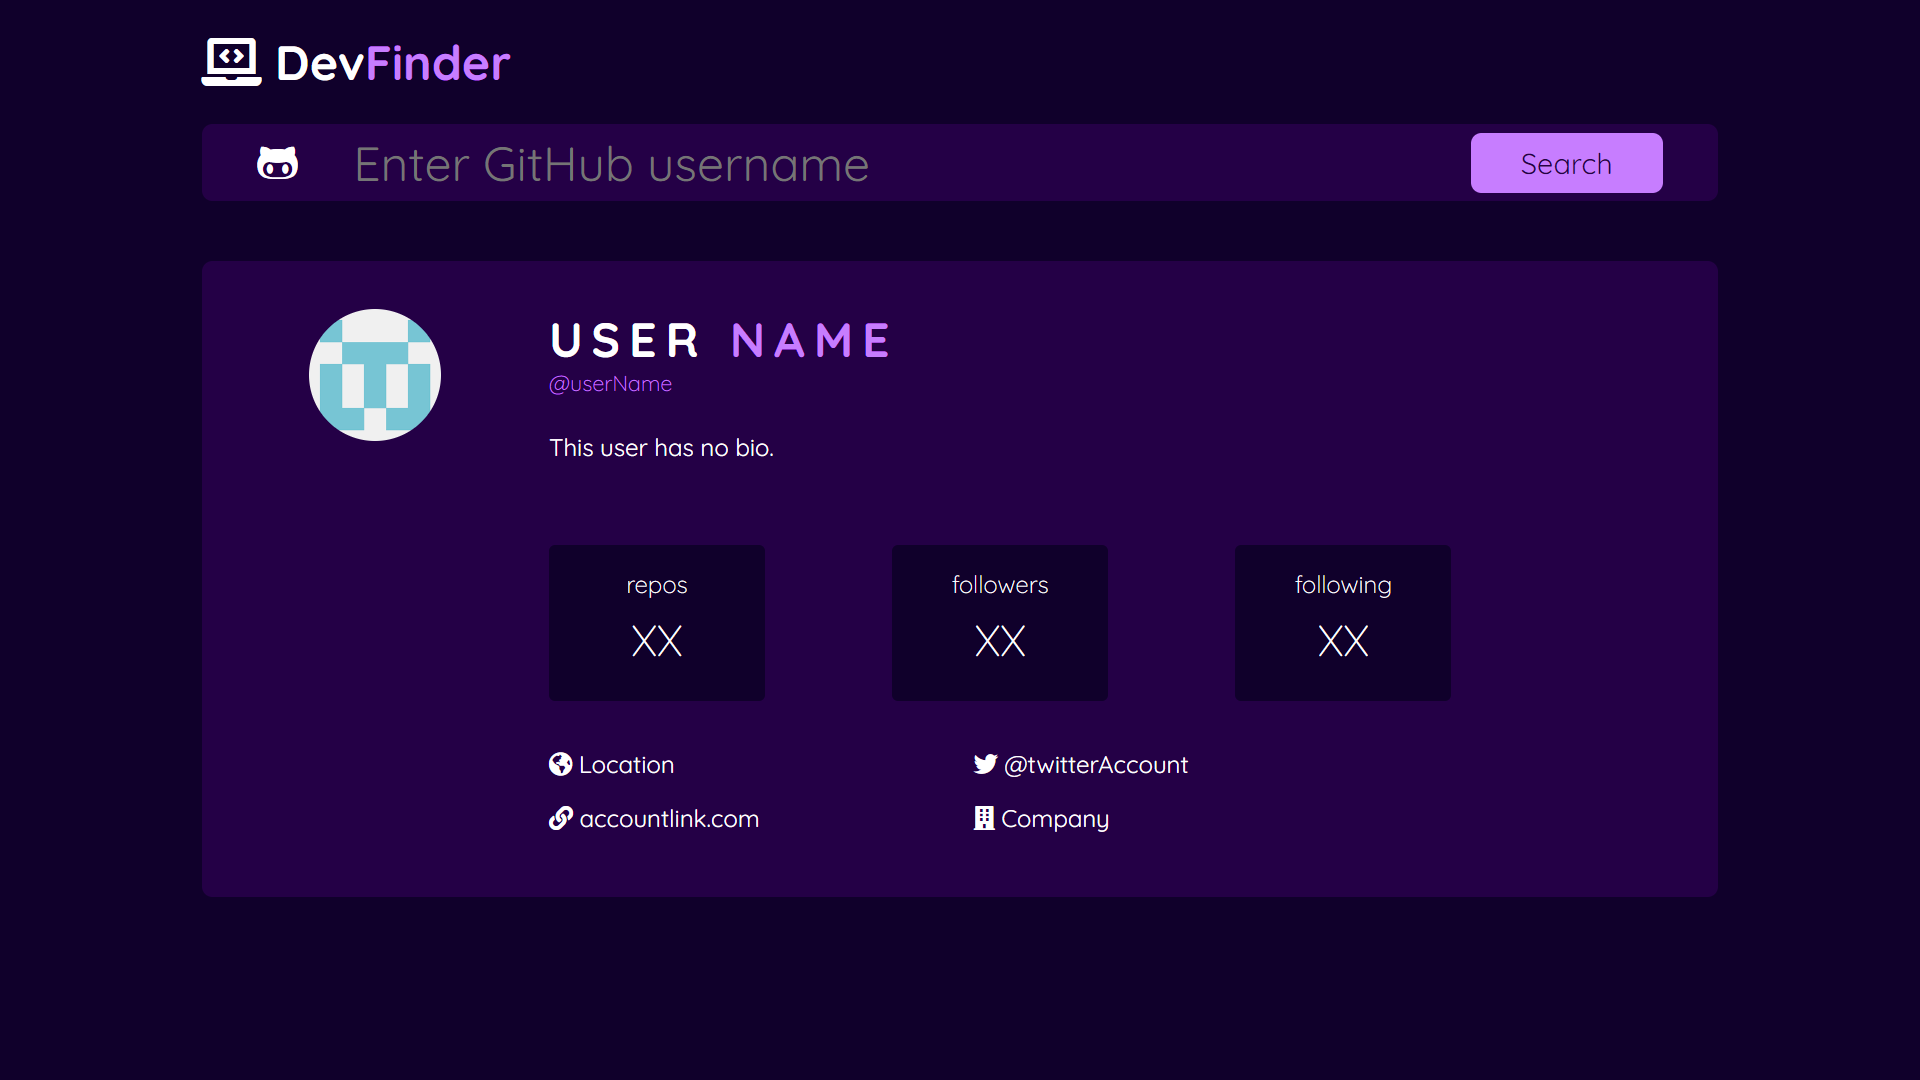 DevFinder
Enter GitHub username
Search
USER NAME
@userName
This user has no bio.
repos
followers
following
XX
XX
XX
Location
@twitterAccount
accountlink.com
Company